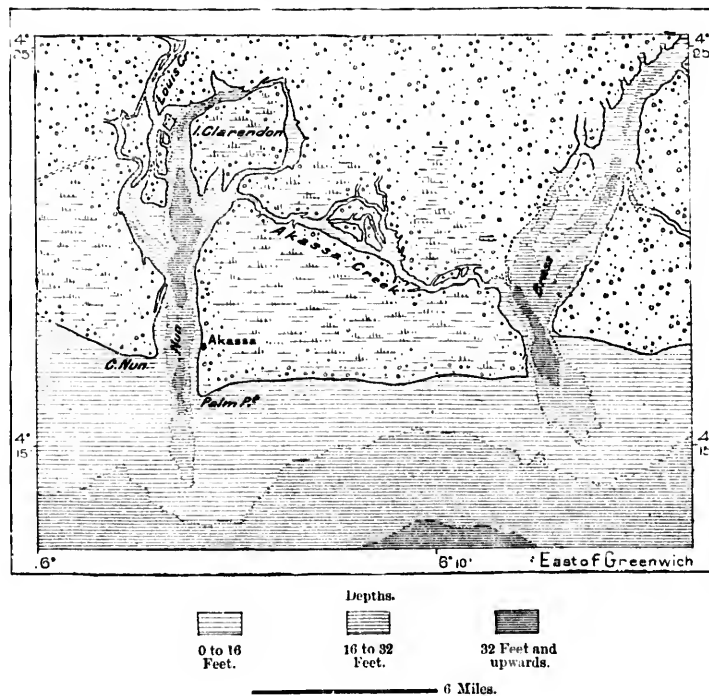 4°
25'
4°
25'
Louis Cr.
I. Clarendon
Akassa Creek
Brass
Nun
Akassa
C. Nun.
Palm Pt.
4°
15'
4°
15'
6°
6° 10'
East of Greenwich
Depths.
0 to 16
Feet.
16 to 32
Feet.
32 Feet and
upwards.
6 Miles.